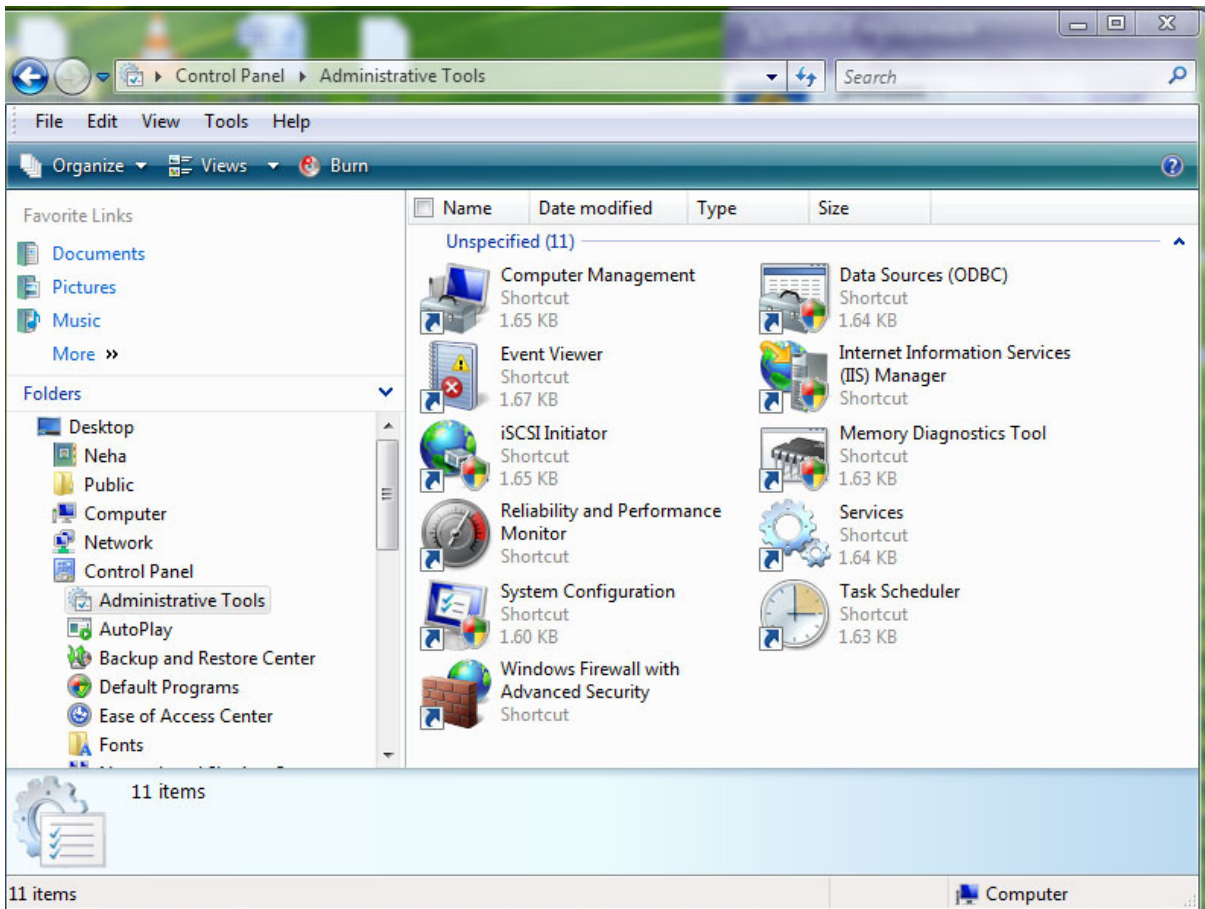 Control Panel Administrative Tools
Search
File Edit View Tools Help
Organize Views Burn
Favorite Links
Documents
Pictures
Music
More »
Folders
Desktop
Neha
Public
Computer
Network
Control Panel
Administrative Tools
AutoPlay
Backup and Restore Center
Default Programs
Ease of Access Center
Fonts
Name Date modified Type Size
Unspecified (11)
Computer Management
Shortcut
1.65 KB
Data Sources (ODBC)
Shortcut
1.64 KB
Event Viewer
Shortcut
1.67 KB
Internet Information Services
(IIS) Manager
Shortcut
iSCSI Initiator
Shortcut
1.65 KB
Memory Diagnostics Tool
Shortcut
1.63 KB
Reliability and Performance
Monitor
Shortcut
Services
Shortcut
1.64 KB
System Configuration
Shortcut
1.60 KB
Task Scheduler
Shortcut
1.63 KB
Windows Firewall with
Advanced Security
Shortcut
11 items
11 items
Computer